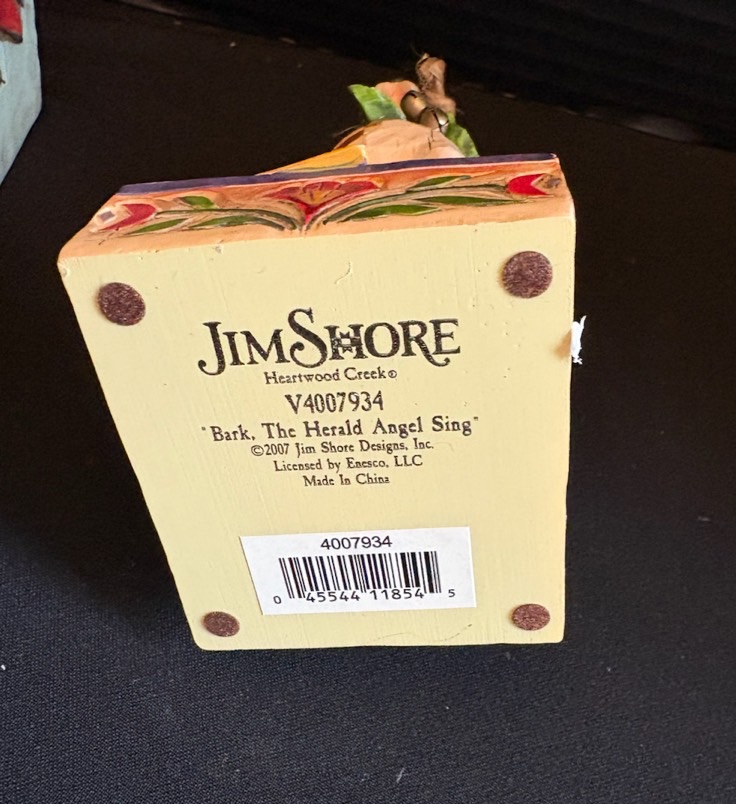 JIM SHORE
Heartwood Creek®
V4007934
"Bark, The Herald Angel Sing"
©2007 Jim Shore Designs, Inc.
Licensed by Enesco, LLC
Made In China
4007934
0 45544 11854 5